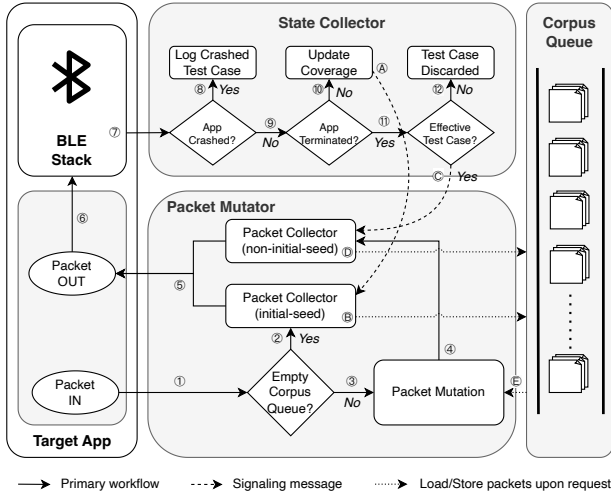 State Collector
Corpus
Queue
Log Crashed
Test Case
Update
Coverage
Test Case
Discarded
Ⓐ
⑧ Yes
⑩ No
⑫ No
BLE
Stack
⑦
App
Crashed?
⑨
No
App
Terminated?
⑪
Yes
Effective
Test Case?
Ⓒ Yes
Packet Mutator
⑥
Packet Collector
(non-initial-seed)
Ⓓ
Packet
OUT
⑤
Packet Collector
(initial-seed)
Ⓑ
② Yes
④
Packet
IN
①
Empty
Corpus
Queue?
③
No
Packet Mutation
Ⓔ
Target App
Primary workflow
Signaling message
Load/Store packets upon request